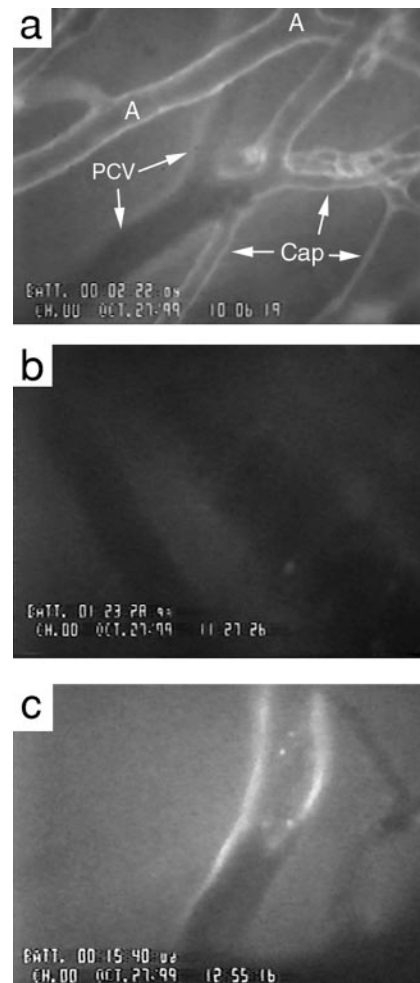 a
A
A
PCV
Cap
BATT. 00 02 22
CH.00 OCT.27'99 10 06 19
b
BATT. 01 23 28
CH.00 OCT.27'99 11 27 26
c
BATT. 00 15 40
CH.00 OCT.27'99 12 55 16